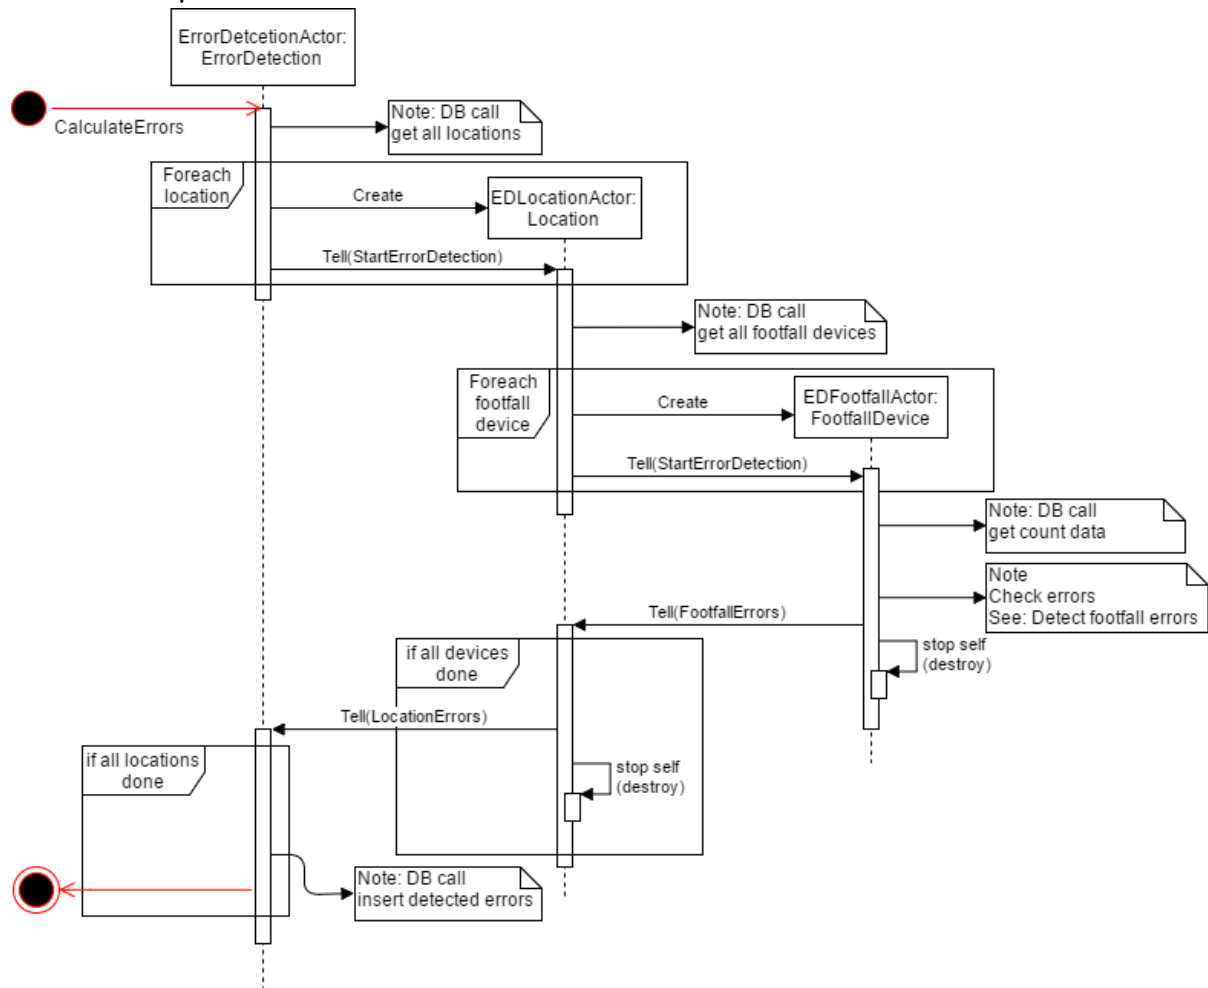 ErrorDetcetionActor:
ErrorDetection
CalculateErrors
Note: DB call
get all locations
Foreach
location
Create
EDLocationActor:
Location
Tell(StartErrorDetection)
Note: DB call
get all footfall devices
Foreach
footfall
device
Create
EDFootfallActor:
FootfallDevice
Tell(StartErrorDetection)
Note: DB call
get count data
Note
Check errors
See: Detect footfall errors
Tell(FootfallErrors)
stop self
(destroy)
if all devices
done
Tell(LocationErrors)
if all locations
done
stop self
(destroy)
Note: DB call
insert detected errors